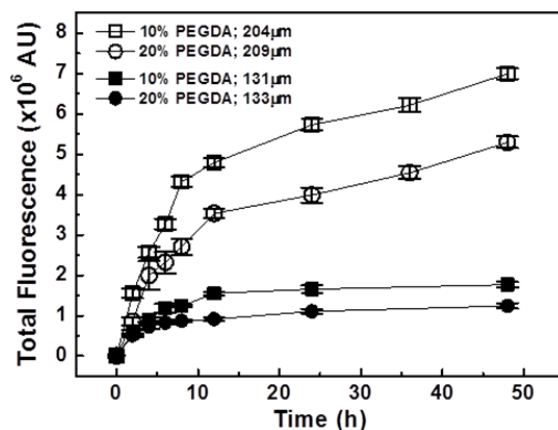 10% PEGDA; 204µm
20% PEGDA; 209µm
10% PEGDA; 131µm
20% PEGDA; 133µm
Total Fluorescence (x10⁶ AU)
8
7
6
5
4
3
2
1
0
0 10 20 30 40 50
Time (h)